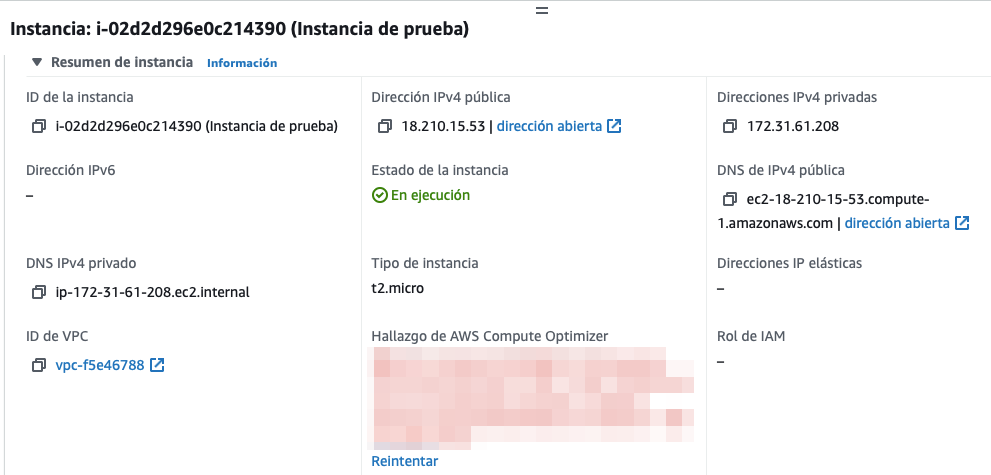 Instancia: i-02d2d296e0c214390 (Instancia de prueba)
Resumen de instancia Información
ID de la instancia
i-02d2d296e0c214390 (Instancia de prueba)
Dirección IPv4 pública
18.210.15.53 | dirección abierta
Direcciones IPv4 privadas
172.31.61.208
Dirección IPv6
–
Estado de la instancia
En ejecución
DNS de IPv4 pública
ec2-18-210-15-53.compute-
1.amazonaws.com | dirección abierta
DNS IPv4 privado
ip-172-31-61-208.ec2.internal
Tipo de instancia
t2.micro
Direcciones IP elásticas
–
ID de VPC
vpc-f5e46788
Hallazgo de AWS Compute Optimizer
Reintentar
Rol de IAM
–